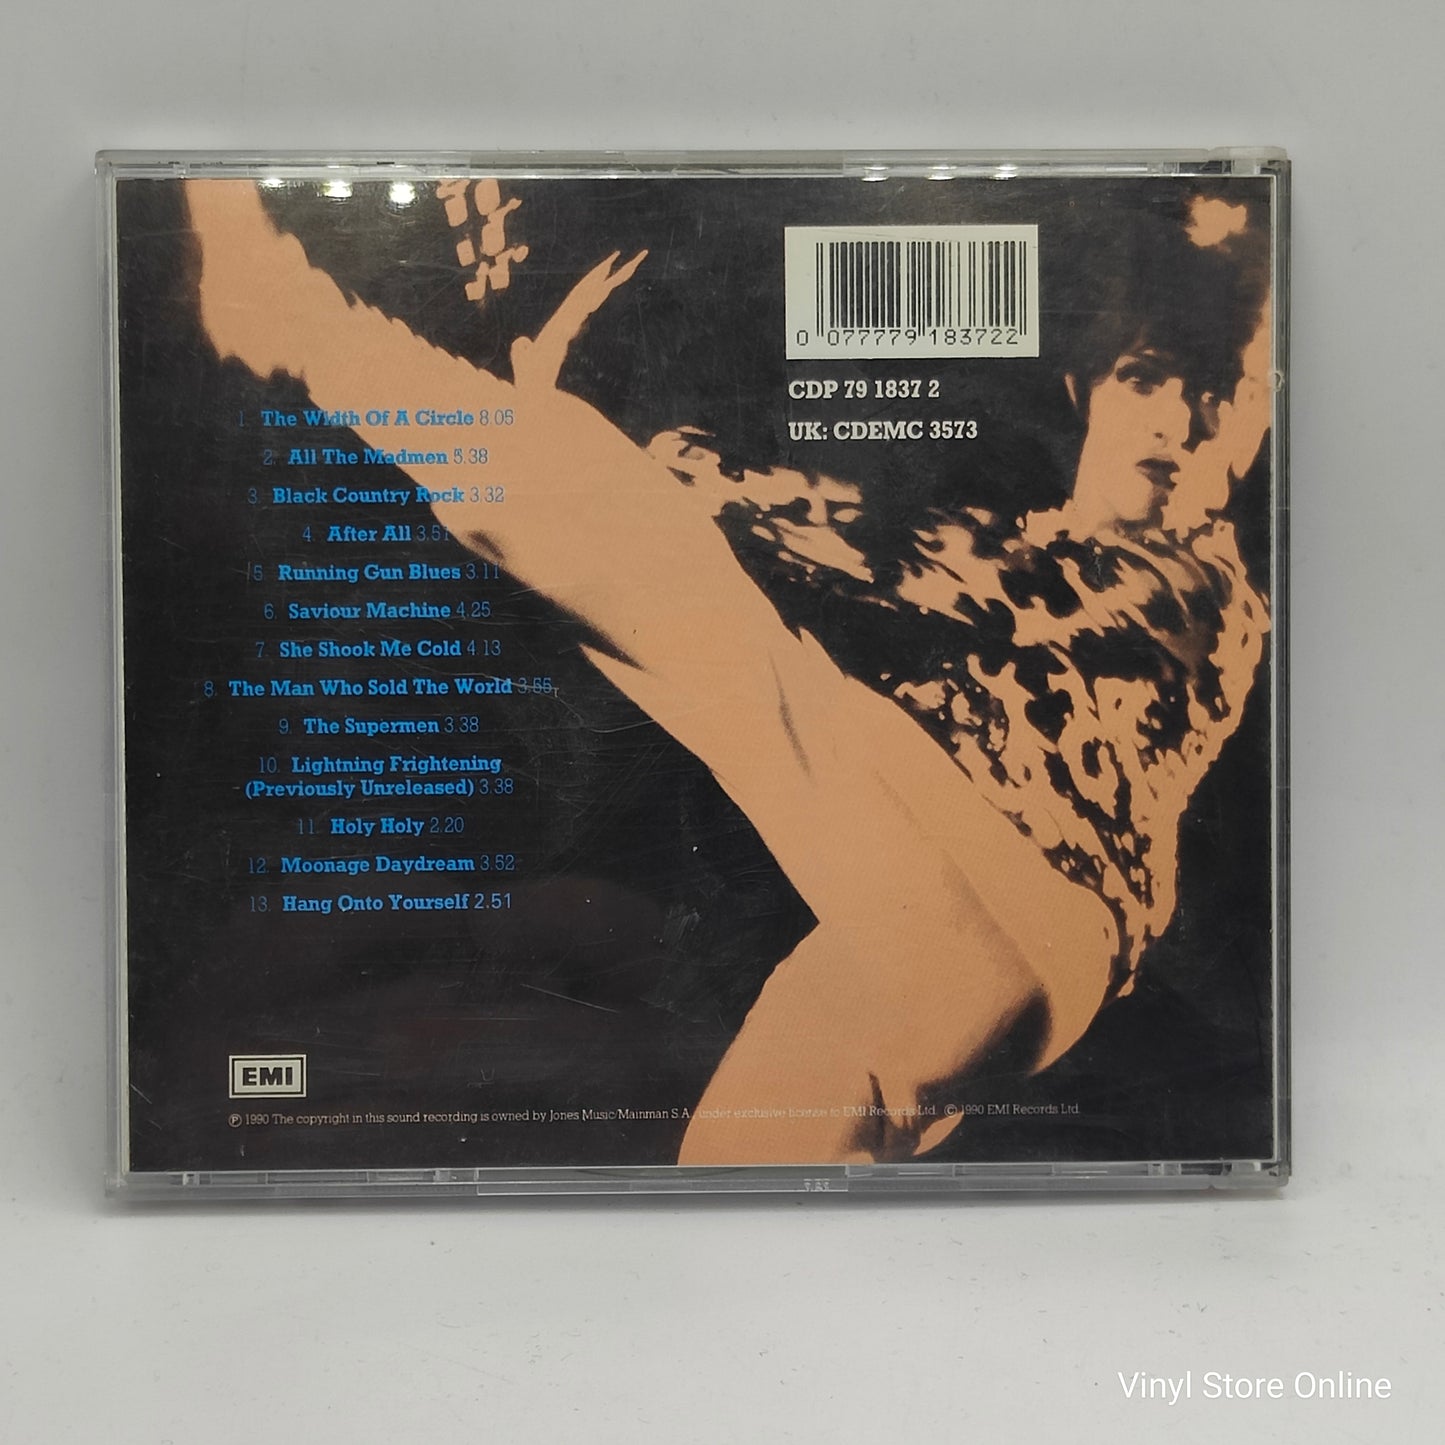 0 077779 183722
CDP 79 1837 2
UK: CDEMC 3573
1. The Width Of A Circle 8.05
2. All The Madmen 5.38
3. Black Country Rock 3.32
4. After All 3.51
5. Running Gun Blues 3.11
6. Saviour Machine 4.25
7. She Shook Me Cold 4.13
8. The Man Who Sold The World 3.55
9. The Supermen 3.38
10. Lightning Frightening
(Previously Unreleased) 3.38
11. Holy Holy 2.20
12. Moonage Daydream 3.52
13. Hang Onto Yourself 2.51
EMI
℗ 1990 The copyright in this sound recording is owned by Jones Music/Mainman S.A., under exclusive license to EMI Records Ltd. © 1990 EMI Records Ltd.
Vinyl Store Online